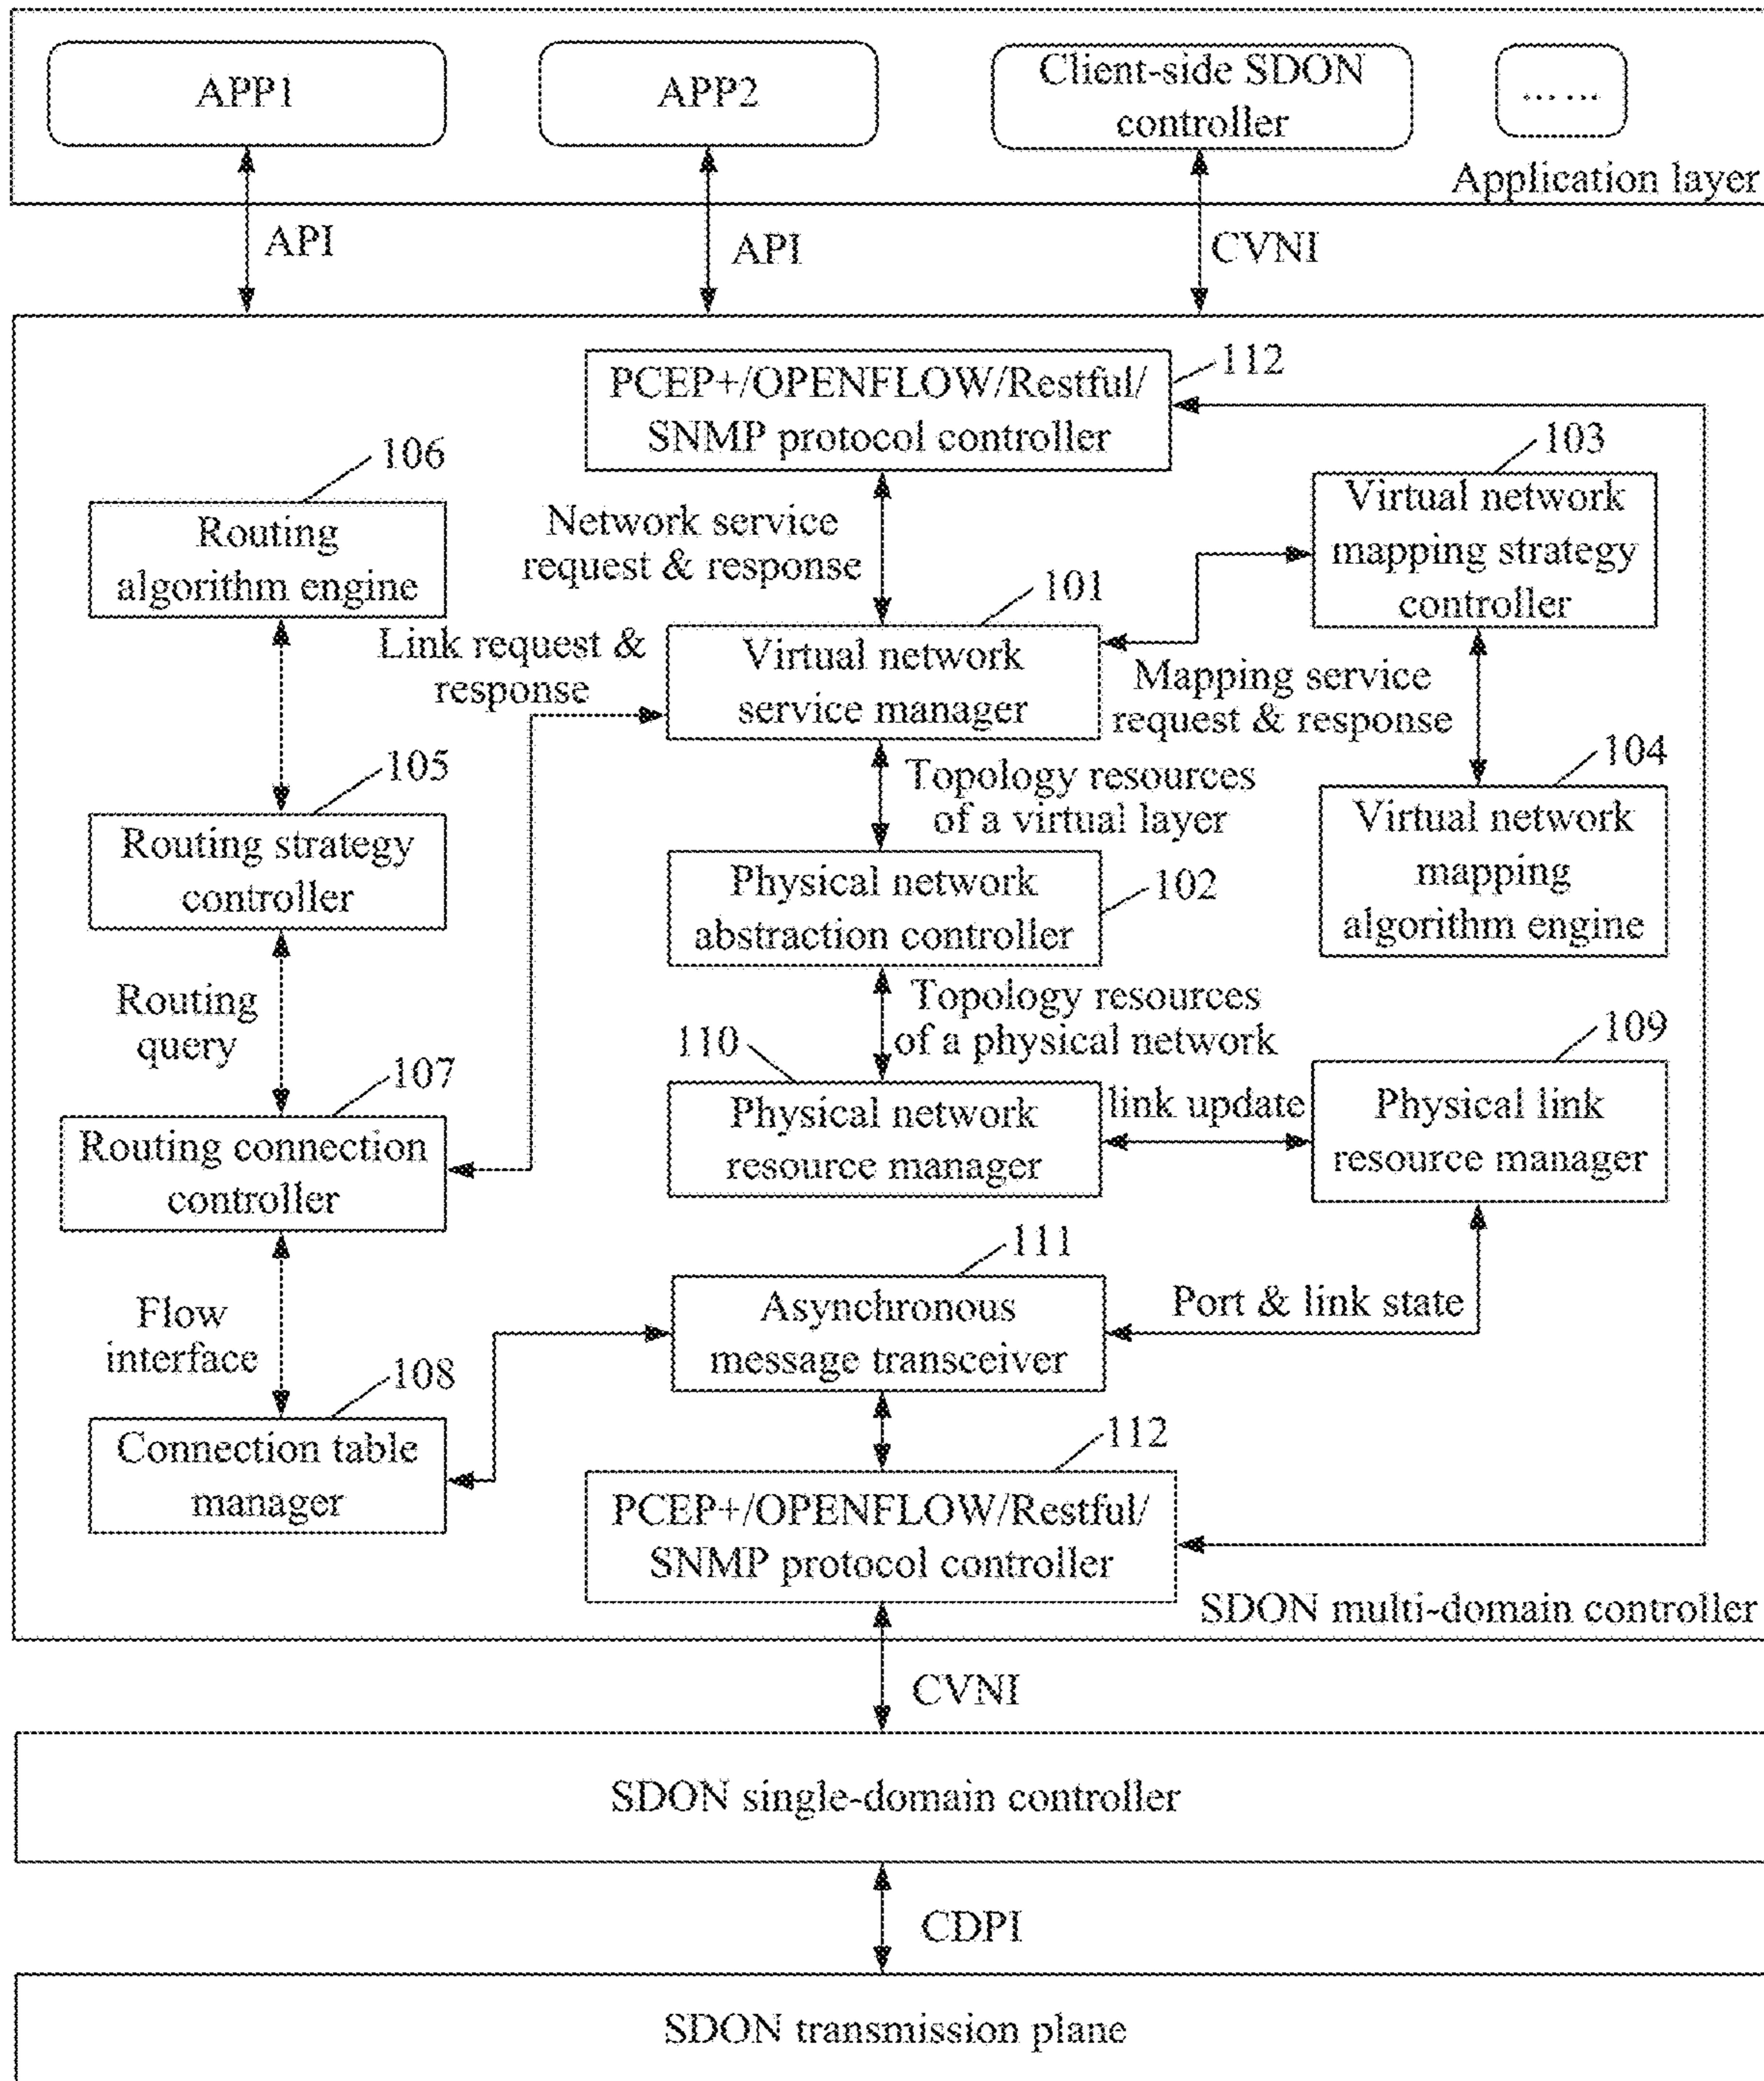 APP1
APP2
Client-side SDON
controller
......
Application layer
API
API
CVNI
PCEP+/OPENFLOW/Restful/
SNMP protocol controller
112
106
Routing
algorithm engine
Network service
request & response
103
Virtual network
mapping strategy
controller
101
Link request &
response
Virtual network
service manager
Mapping service
request & response
105
Routing strategy
controller
Topology resources
of a virtual layer
104
Virtual network
mapping
algorithm engine
Physical network
abstraction controller
102
Routing
query
Topology resources
of a physical network
110
109
107
Routing connection
controller
Physical network
resource manager
link update
Physical link
resource manager
111
Flow
interface
Asynchronous
message transceiver
Port & link state
108
Connection table
manager
112
PCEP+/OPENFLOW/Restful/
SNMP protocol controller
SDON multi-domain controller
CVNI
SDON single-domain controller
CDPI
SDON transmission plane